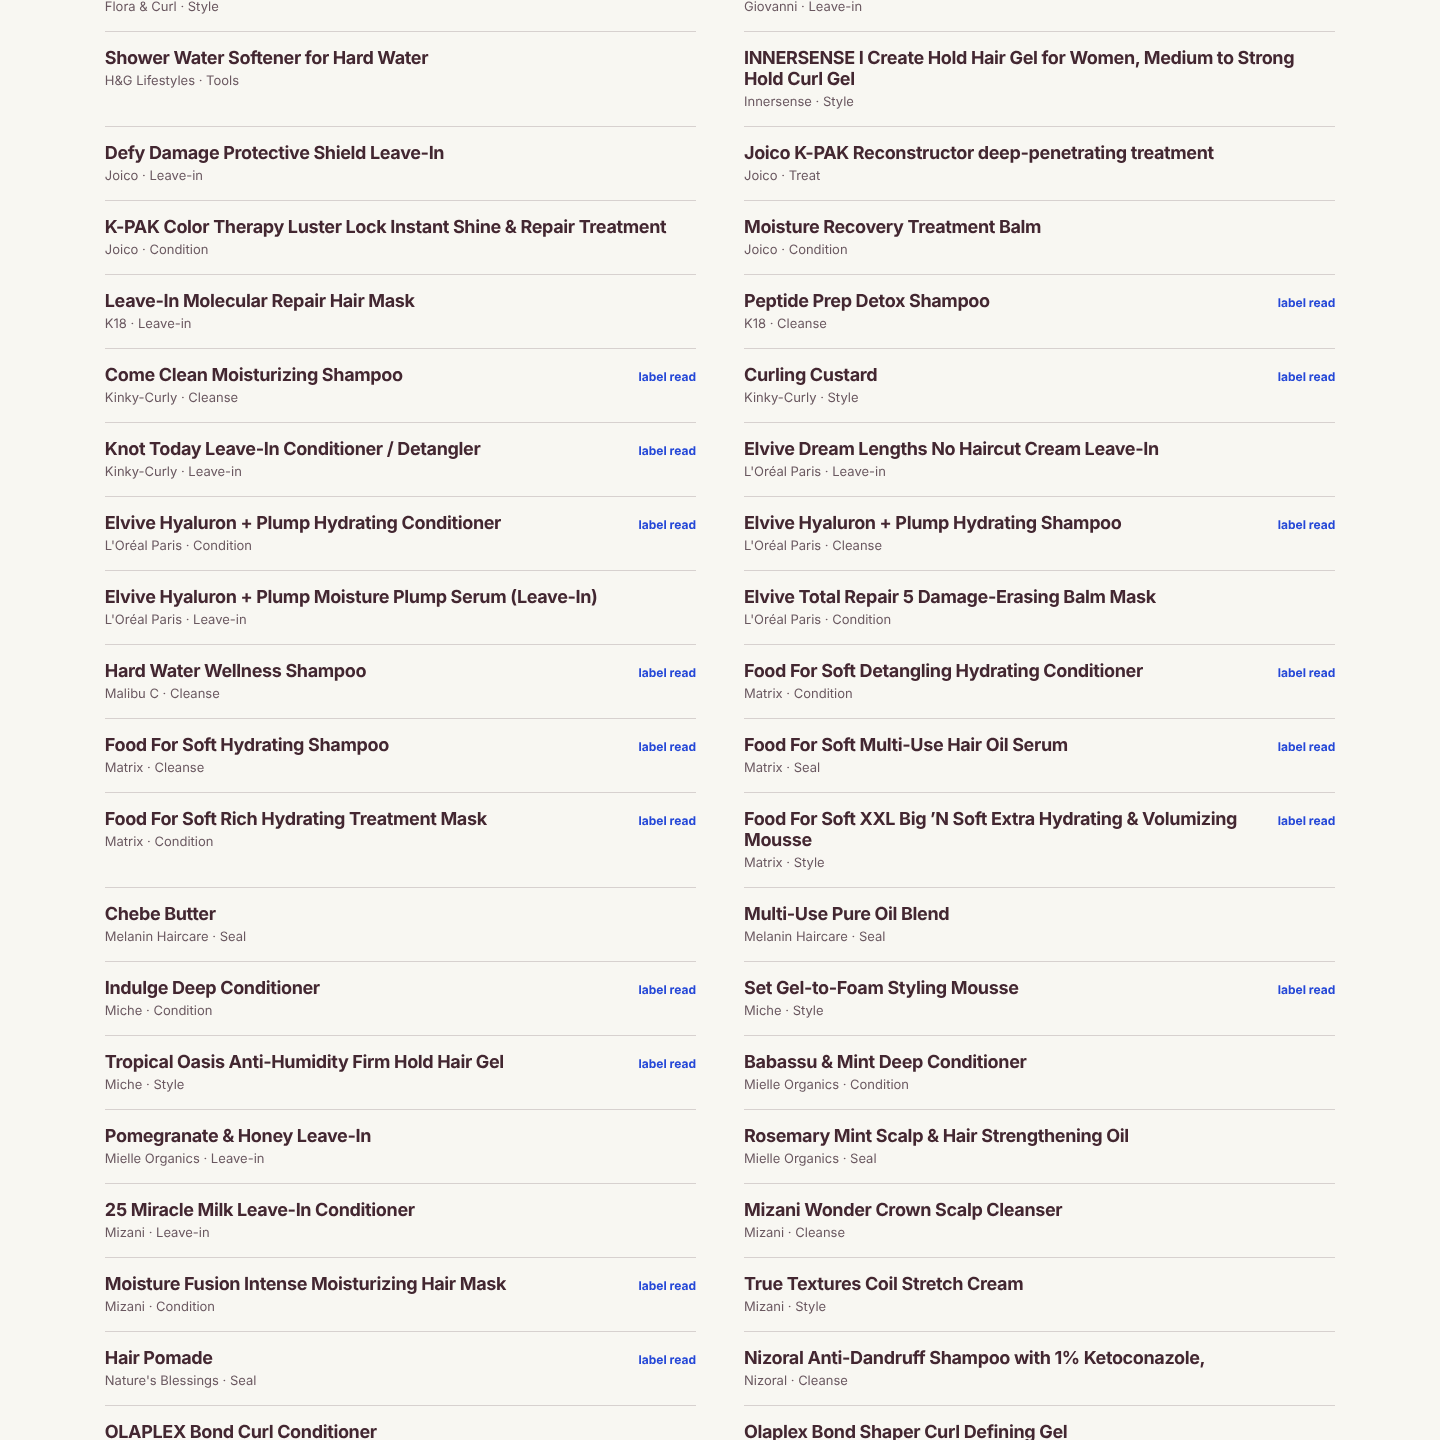 Flora & Curl · Style
Giovanni · Leave-in
Shower Water Softener for Hard Water
H&G Lifestyles · Tools
INNERSENSE I Create Hold Hair Gel for Women, Medium to Strong
Hold Curl Gel
Innersense · Style
Defy Damage Protective Shield Leave-In
Joico · Leave-in
Joico K-PAK Reconstructor deep-penetrating treatment
Joico · Treat
K-PAK Color Therapy Luster Lock Instant Shine & Repair Treatment
Joico · Condition
Moisture Recovery Treatment Balm
Joico · Condition
Leave-In Molecular Repair Hair Mask
K18 · Leave-in
Peptide Prep Detox Shampoo
label read
K18 · Cleanse
Come Clean Moisturizing Shampoo
label read
Kinky-Curly · Cleanse
Curling Custard
label read
Kinky-Curly · Style
Knot Today Leave-In Conditioner / Detangler
label read
Kinky-Curly · Leave-in
Elvive Dream Lengths No Haircut Cream Leave-In
L'Oréal Paris · Leave-in
Elvive Hyaluron + Plump Hydrating Conditioner
label read
L'Oréal Paris · Condition
Elvive Hyaluron + Plump Hydrating Shampoo
label read
L'Oréal Paris · Cleanse
Elvive Hyaluron + Plump Moisture Plump Serum (Leave-In)
L'Oréal Paris · Leave-in
Elvive Total Repair 5 Damage-Erasing Balm Mask
L'Oréal Paris · Condition
Hard Water Wellness Shampoo
label read
Malibu C · Cleanse
Food For Soft Detangling Hydrating Conditioner
label read
Matrix · Condition
Food For Soft Hydrating Shampoo
label read
Matrix · Cleanse
Food For Soft Multi-Use Hair Oil Serum
label read
Matrix · Seal
Food For Soft Rich Hydrating Treatment Mask
label read
Matrix · Condition
Food For Soft XXL Big ’N Soft Extra Hydrating & Volumizing
Mousse
label read
Matrix · Style
Chebe Butter
Melanin Haircare · Seal
Multi-Use Pure Oil Blend
Melanin Haircare · Seal
Indulge Deep Conditioner
label read
Miche · Condition
Set Gel-to-Foam Styling Mousse
label read
Miche · Style
Tropical Oasis Anti-Humidity Firm Hold Hair Gel
label read
Miche · Style
Babassu & Mint Deep Conditioner
Mielle Organics · Condition
Pomegranate & Honey Leave-In
Mielle Organics · Leave-in
Rosemary Mint Scalp & Hair Strengthening Oil
Mielle Organics · Seal
25 Miracle Milk Leave-In Conditioner
Mizani · Leave-in
Mizani Wonder Crown Scalp Cleanser
Mizani · Cleanse
Moisture Fusion Intense Moisturizing Hair Mask
label read
Mizani · Condition
True Textures Coil Stretch Cream
Mizani · Style
Hair Pomade
label read
Nature's Blessings · Seal
Nizoral Anti-Dandruff Shampoo with 1% Ketoconazole,
Nizoral · Cleanse
OLAPLEX Bond Curl Conditioner
Olaplex Bond Shaper Curl Defining Gel